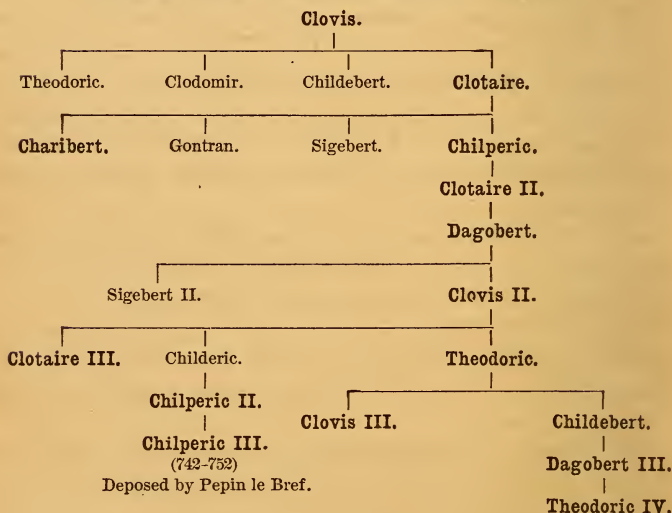 Clovis.
Theodoric. Clodomir. Childebert. Clotaire.
Charibert. Gontran. Sigebert. Chilperic.
Clotaire II.
Dagobert.
Sigebert II. Clovis II.
Clotaire III. Childeric. Theodoric.
Chilperic II. Clovis III. Childebert.
Chilperic III. Dagobert III.
(742-752)
Deposed by Pepin le Bref. Theodoric IV.